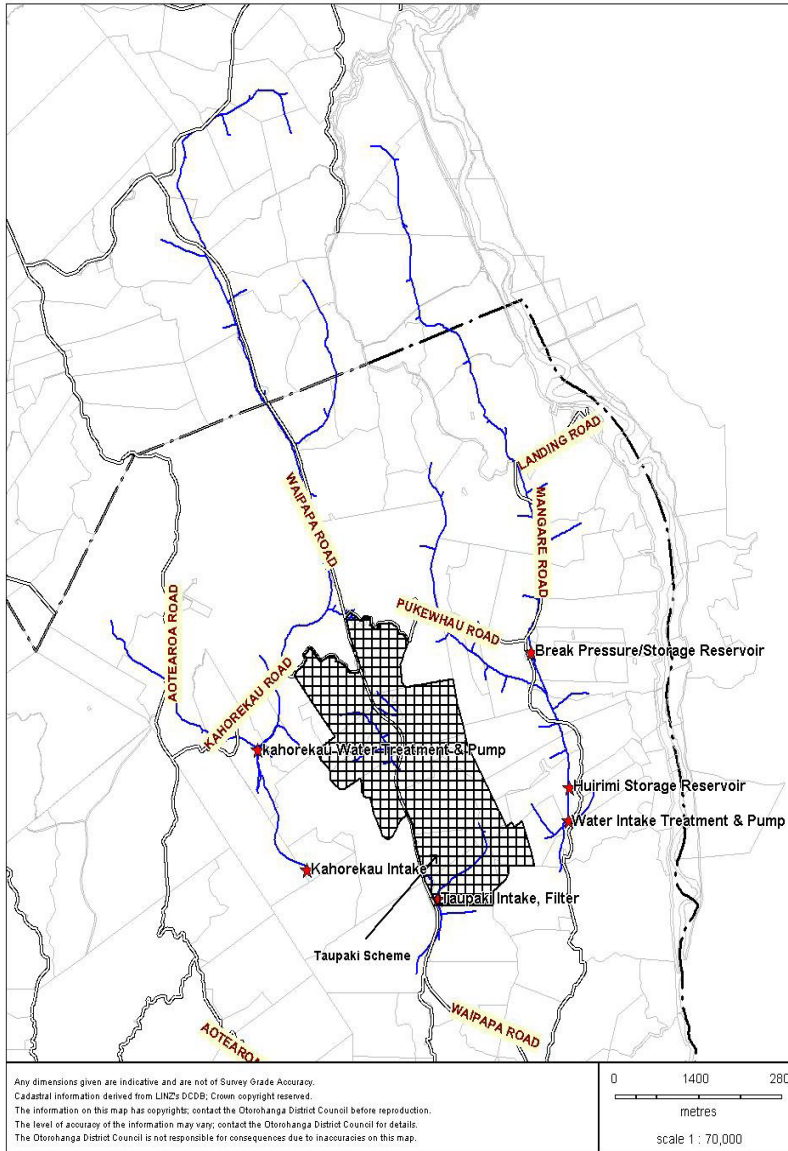 LANDING ROAD
WAIPAPA ROAD
MANGARE ROAD
AOTEAROA ROAD
PUKEWHAU ROAD
Break Pressure/Storage Reservoir
KAHOREKAU ROAD
kahorekau Water Treatment & Pump
Huirimi Storage Reservoir
Water Intake Treatment & Pump
Kahorekau Intake
Taupaki Intake, Filter
Taupaki Scheme
WAIPAPA ROAD
AOTEAROA
Any dimensions given are indicative and are not of Survey Grade Accuracy.
Cadastral information derived from LINZ's DCDB; Crown copyright reserved.
The information on this map has copyrights; contact the Otorohanga District Council before reproduction.
The level of accuracy of the information may vary; contact the Otorohanga District Council for details.
The Otorohanga District Council is not responsible for consequences due to inaccuracies on this map.
0 1400 280
metres
scale 1 : 70,000